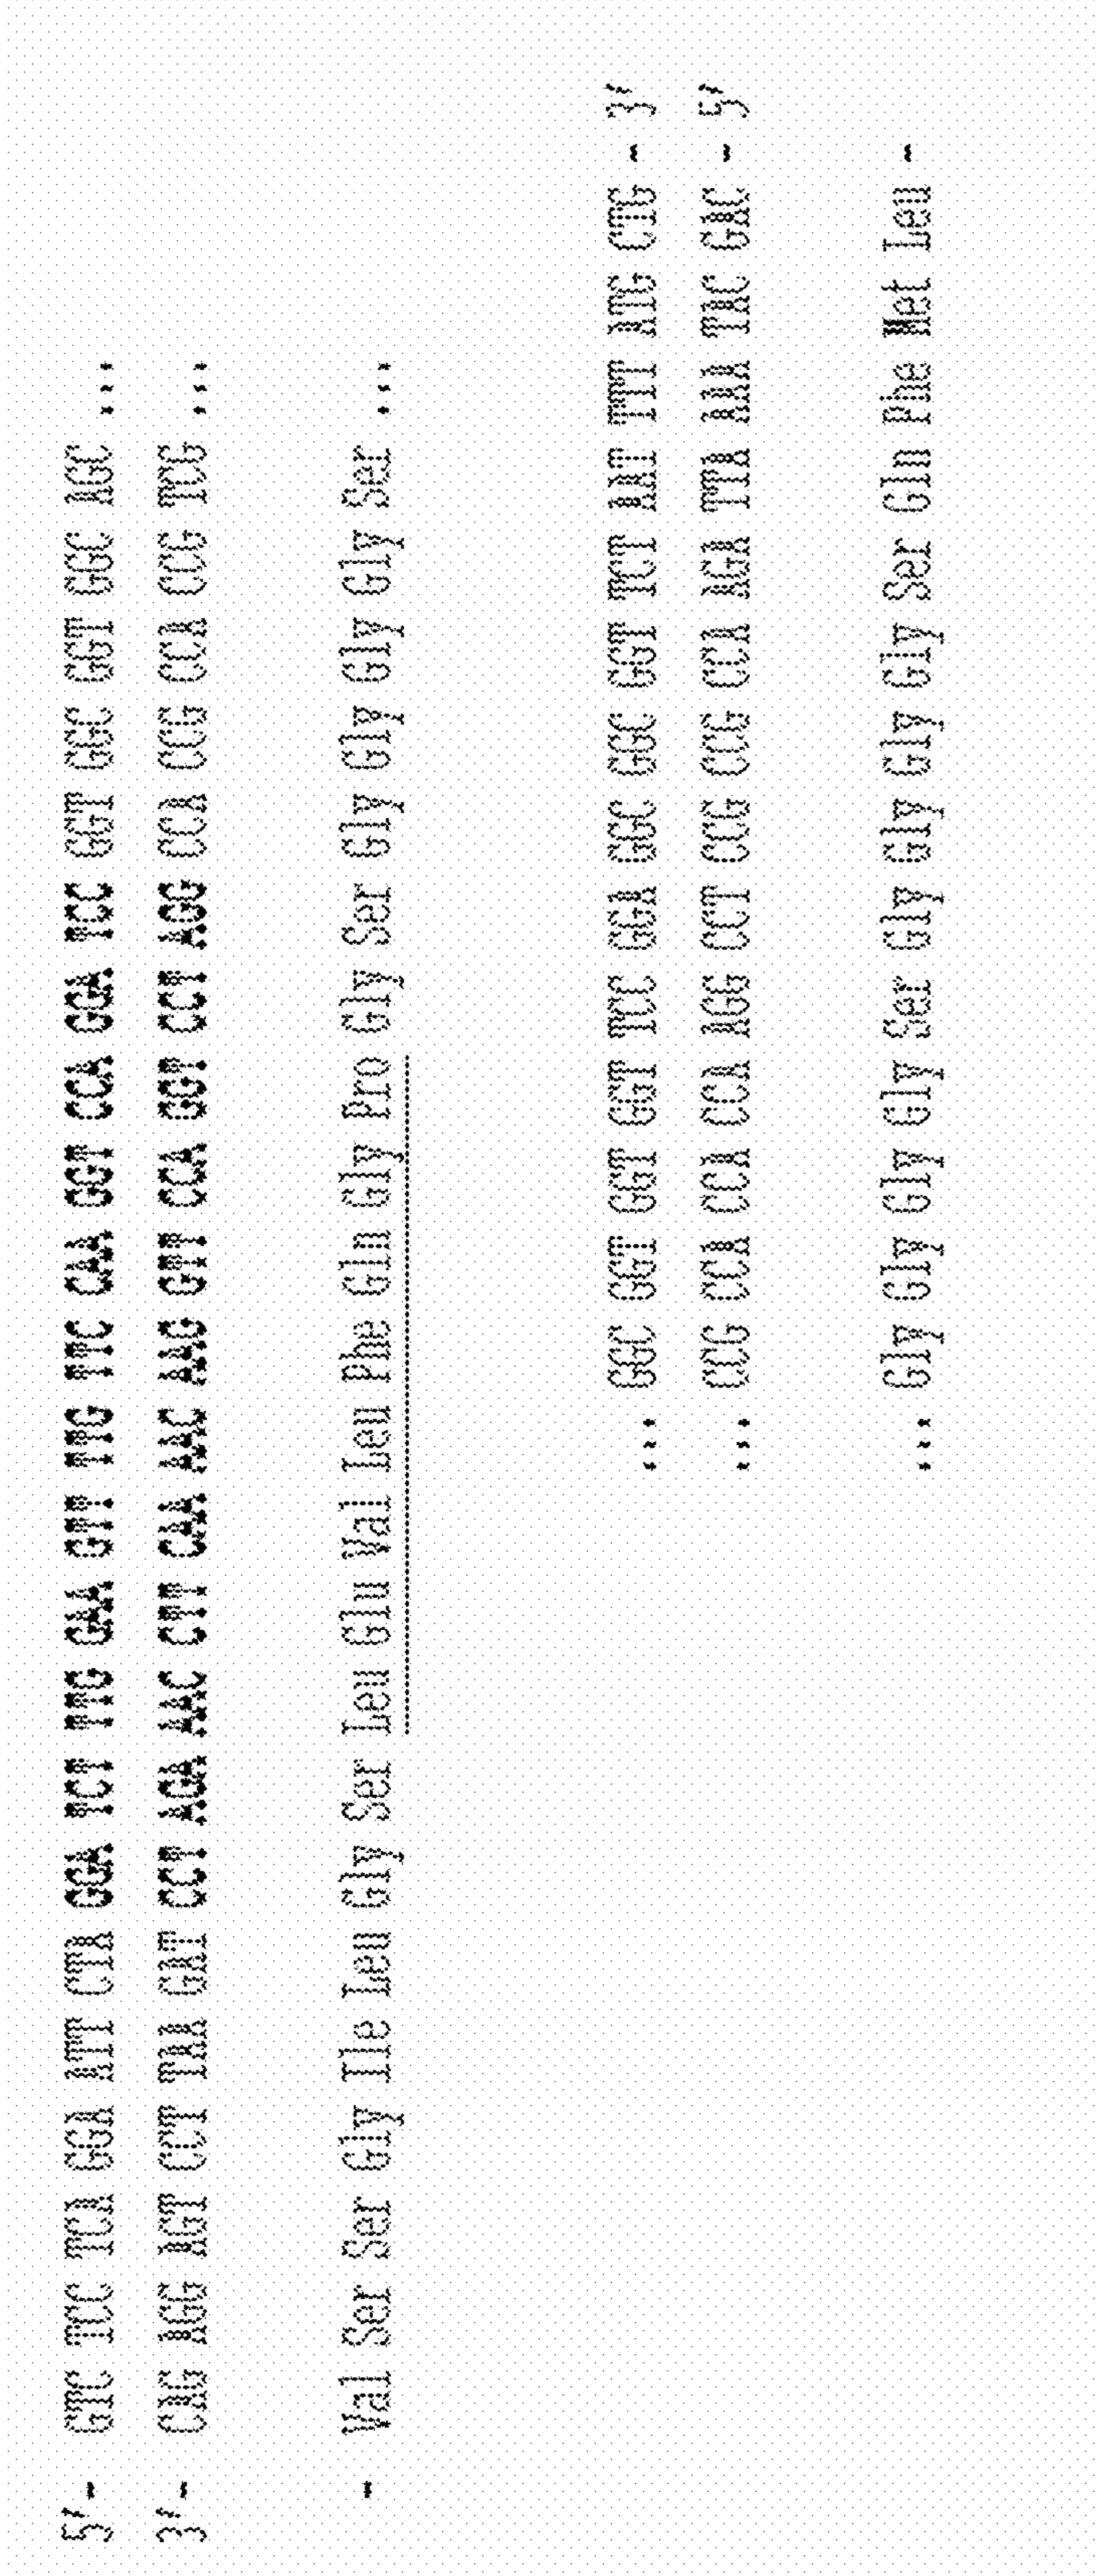 5'- GTC TCC TCA GGA ATT CTA GGA TCT TTG GAA GTT TTG TTC CAA GGT CCA GGA TCC GGT GGC GGT GGC AGC ...
3'- CAG AGG AGT CCT TAA GAT CCT AGA AAC CTT CAA AAC AAG GTT CCA GGT CCT AGG CCA CCG CCA CCG TCG ...
- Val Ser Ser Gly Ile Leu Gly Ser Leu Glu Val Leu Phe Gln Gly Pro Gly Ser Gly Gly Gly Gly Ser ...
... GGC GGT GGT GGT TCC GGA GGC GGC GGT TCT AAT TTT ATG CTG - 3'
... CCG CCA CCA CCA AGG CCT CCG CCG CCA AGA TTA AAA TAC GAC - 5'
... Gly Gly Gly Gly Ser Gly Gly Gly Gly Ser Gln Phe Met Leu -